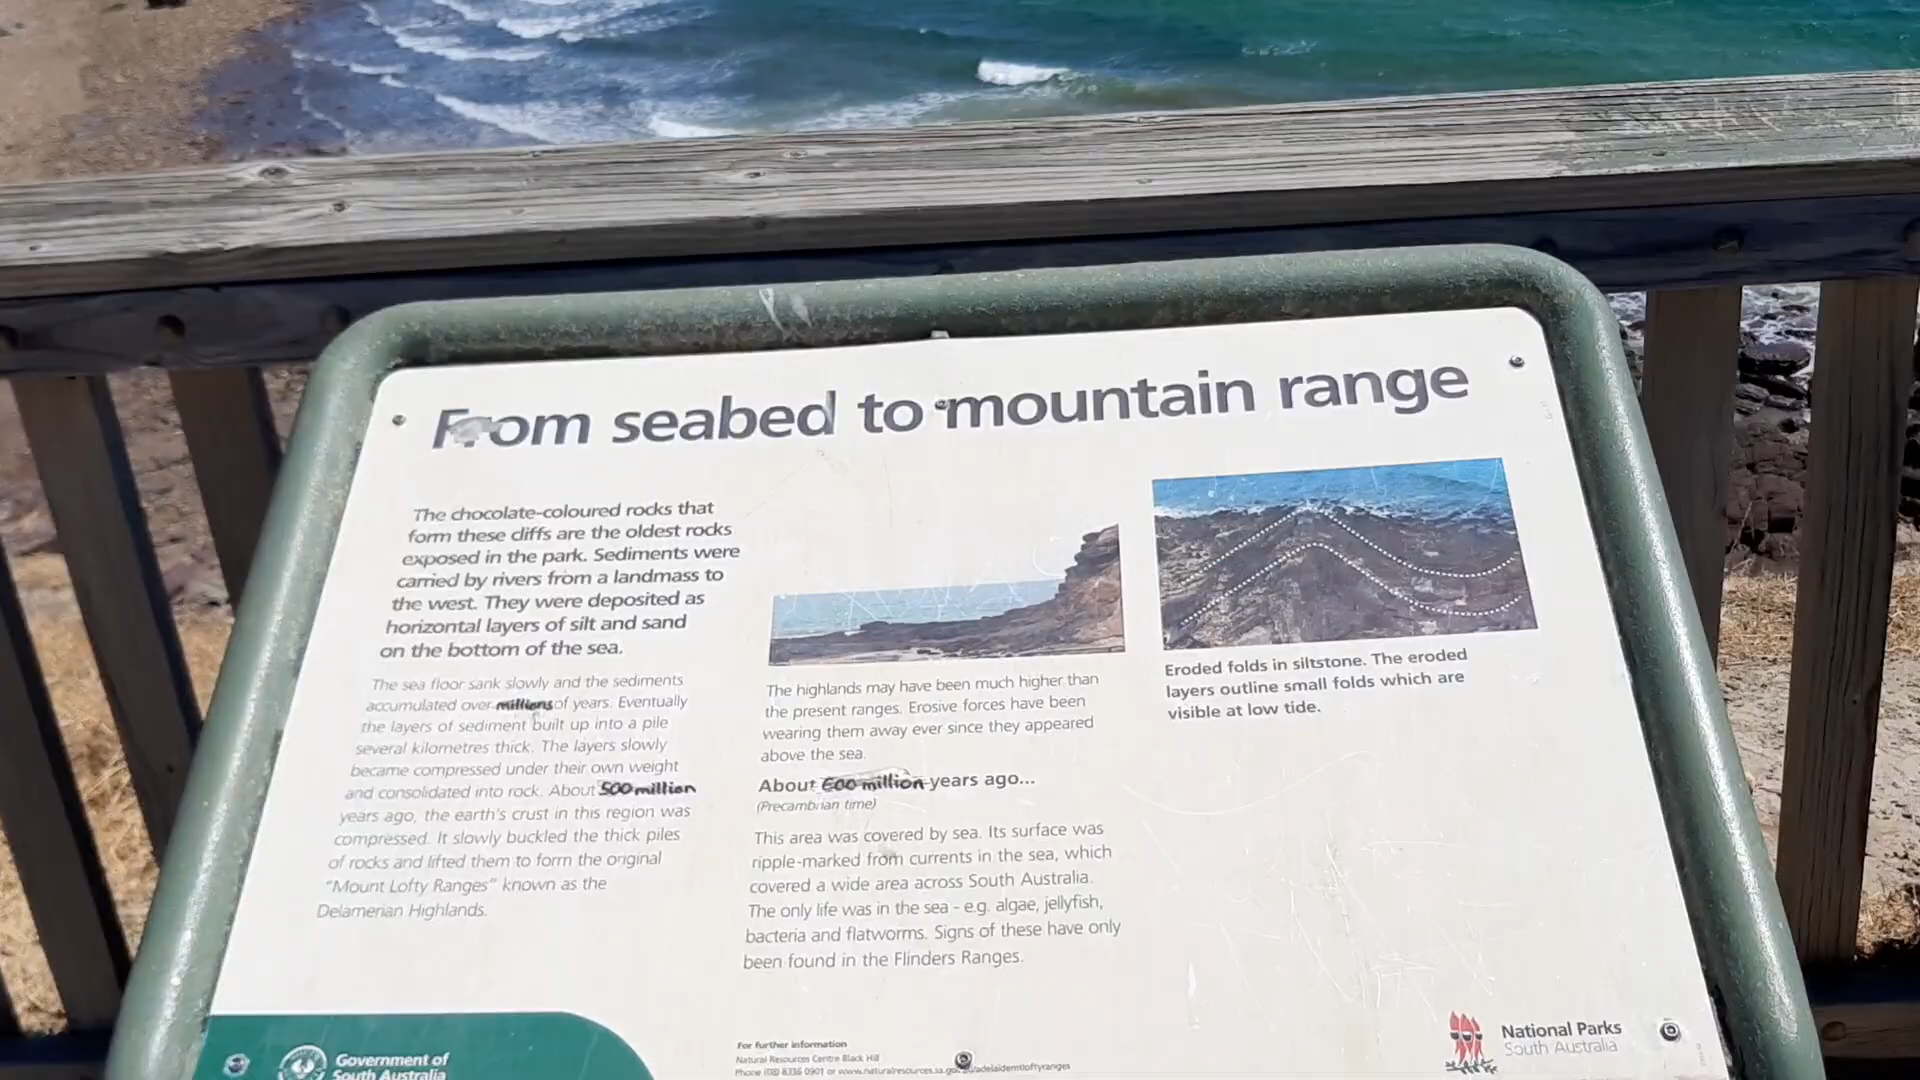 From seabed to mountain range
The chocolate-coloured rocks that
form these cliffs are the oldest rocks
exposed in the park. Sediments were
carried by rivers from a landmass to
the west. They were deposited as
horizontal layers of silt and sand
on the bottom of the sea.
The sea floor sank slowly and the sediments
accumulated over millions of years. Eventually
the layers of sediment built up into a pile
several kilometres thick. The layers slowly
became compressed under their own weight
and consolidated into rock. About 500 million
years ago, the earth's crust in this region was
compressed. It slowly buckled the thick piles
of rocks and lifted them to form the original
"Mount Lofty Ranges" known as the
Delamerian Highlands.
The highlands may have been much higher than
the present ranges. Erosive forces have been
wearing them away ever since they appeared
above the sea.
About 600 million years ago...
(Precambrian time)
This area was covered by sea. Its surface was
ripple-marked from currents in the sea, which
covered a wide area across South Australia.
The only life was in the sea - e.g. algae, jellyfish,
bacteria and flatworms. Signs of these have only
been found in the Flinders Ranges.
Eroded folds in siltstone. The eroded
layers outline small folds which are
visible at low tide.
Government of
South Australia
For further information
Natural Resources Centre Black Hill
Phone (08) 8336 0901 or www.naturalresources.sa.gov.au/adelaidemtloftyranges
National Parks
South Australia